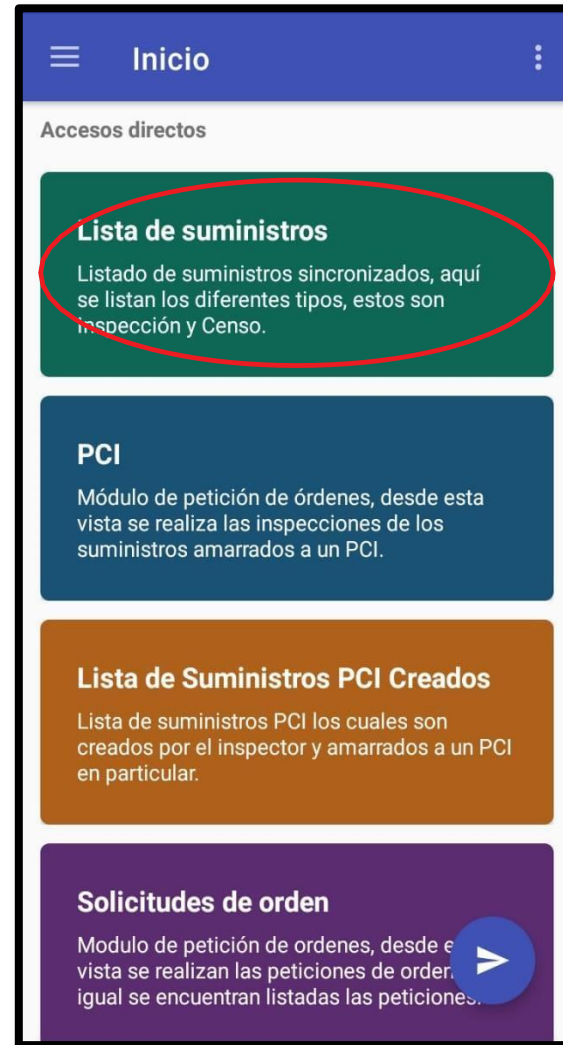 Inicio
Accesos directos
Lista de suministros
Listado de suministros sincronizados, aquí
se listan los diferentes tipos, estos son
Inspección y Censo.
PCI
Módulo de petición de órdenes, desde esta
vista se realiza las inspecciones de los
suministros amarrados a un PCI.
Lista de Suministros PCI Creados
Lista de suministros PCI los cuales son
creados por el inspector y amarrados a un PCI
en particular.
Solicitudes de orden
Modulo de petición de ordenes, desde
vista se realizan las peticiones de
igual se encuentran listadas las